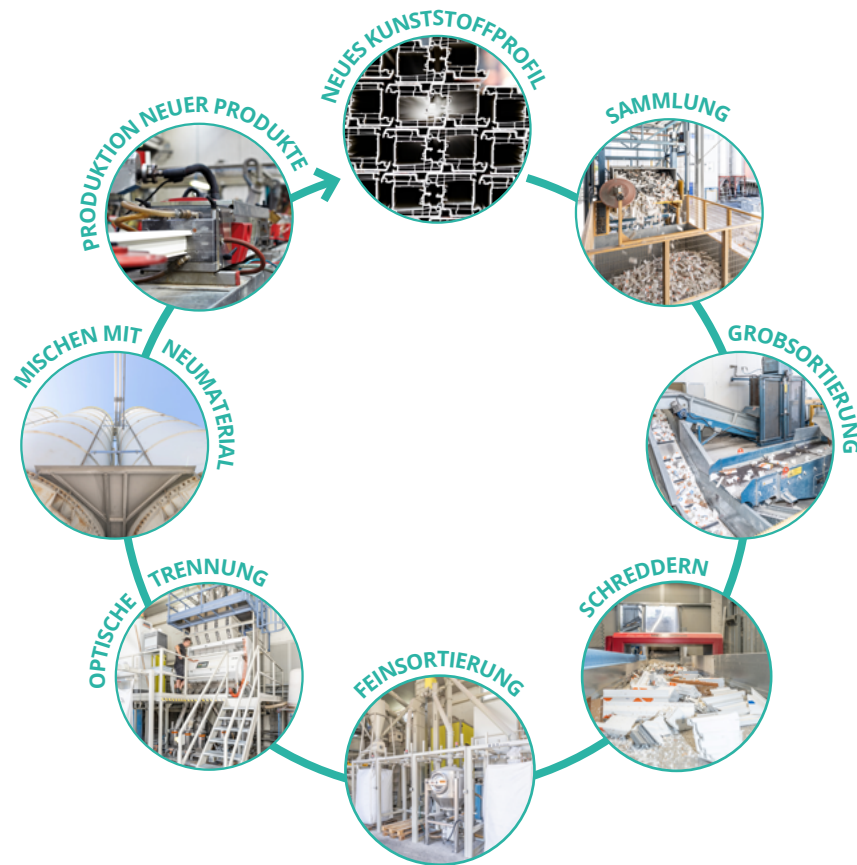 NEUES KUNSTSTOFFPROFIL
SAMMLUNG
GROBSORTIERUNG
SCHREDDERN
FEINSORTIERUNG
OPTISCHE TRENNUNG
MISCHEN MIT NEUMATERIAL
PRODUKTION NEUER PRODUKTE